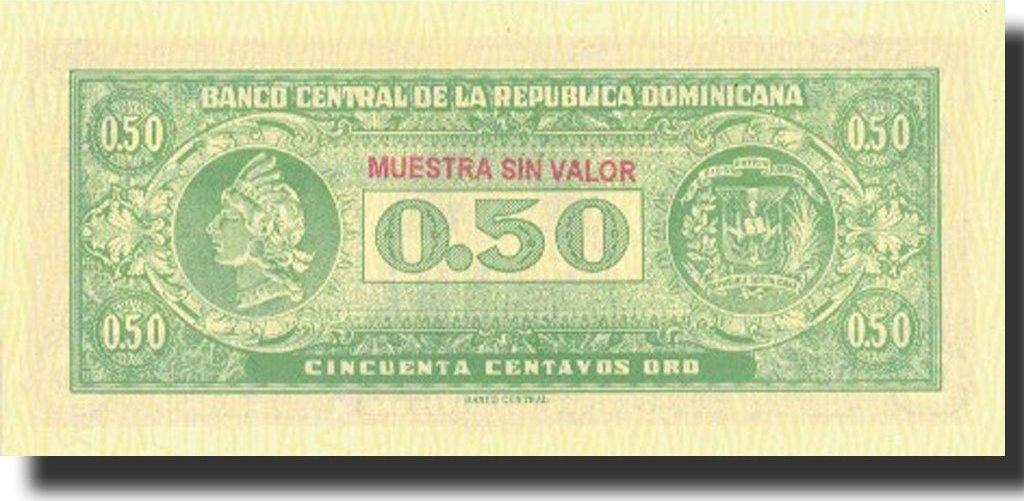 BANCO CENTRAL DE LA REPUBLICA DOMINICANA
0.50 0.50
MUESTRA SIN VALOR
0.50
0.50 0.50
CINCUENTA CENTAVOS ORO
BANCO CENTRAL